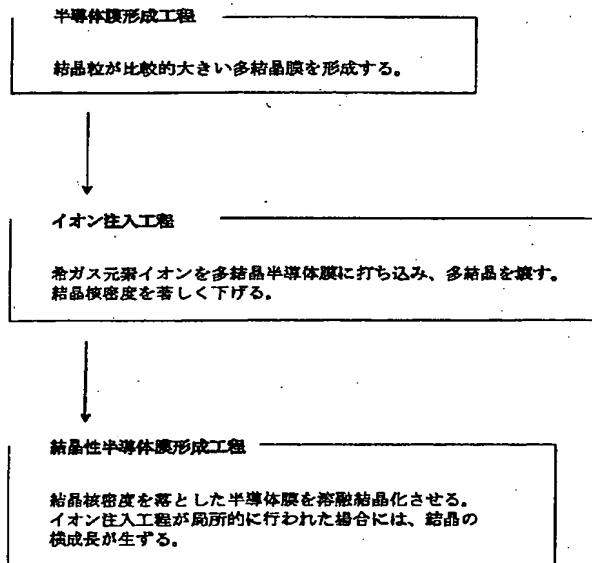 半導体膜形成工程
結晶粒が比較的大きい多結晶膜を形成する。
イオン注入工程
希ガス元素イオンを多結晶半導体膜に打ち込み、多結晶を壊す。
結晶核密度を著しく下げる。
結晶性半導体膜形成工程
結晶核密度を落とした半導体膜を溶融結晶化させる。
イオン注入工程が局所的に行われた場合には、結晶の
横成長が生ずる。